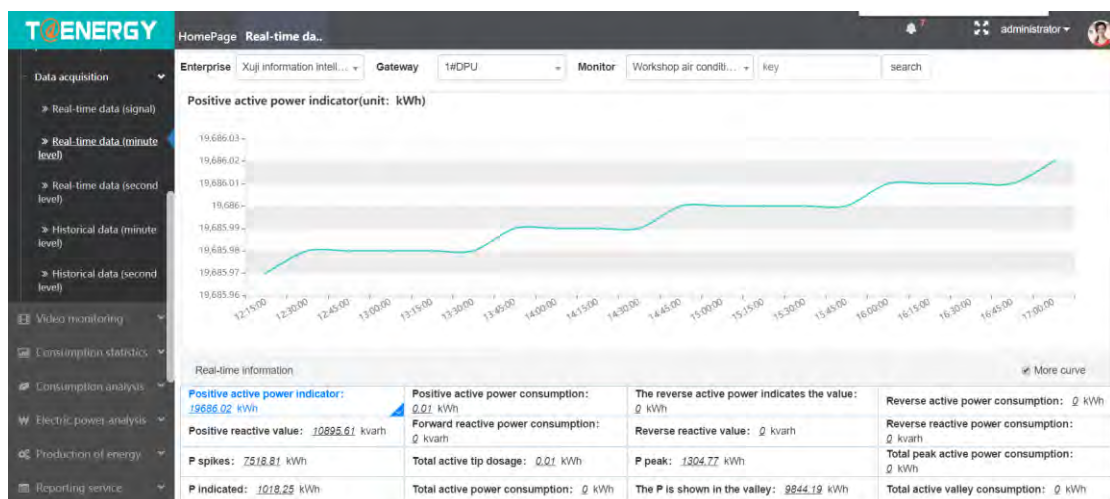 T@ENERGY
HomePage Real-time da..
7
administrator
Data acquisition
» Real-time data (signal)
» Real-time data (minute
level)
» Real-time data (second
level)
» Historical data (minute
level)
» Historical data (second
level)
Video monitoring
Consumption statistics
Consumption analysis
Electric power analysis
Production of energy
Reporting service
Enterprise Xuji information intell... Gateway 1#DPU Monitor Workshop air conditi... key search
Positive active power indicator(unit: kWh)
19,686.03
19,686.02
19,686.01
19,686
19,685.99
19,685.98
19,685.97
19,685.96
12:15:00 12:30:00 12:45:00 13:00:00 13:15:00 13:30:00 13:45:00 14:00:00 14:15:00 14:30:00 14:45:00 15:00:00 15:15:00 15:30:00 15:45:00 16:00:00 16:15:00 16:30:00 16:45:00 17:00:00
Real-time information More curve
Positive active power indicator:
19686.02 kWh
Positive active power consumption:
0.01 kWh
The reverse active power indicates the value:
0 kWh
Reverse active power consumption: 0 kWh
Positive reactive value: 10895.61 kvarh
Forward reactive power consumption:
0 kvarh
Reverse reactive value: 0 kvarh
Reverse reactive power consumption:
0 kvarh
P spikes: 7518.81 kWh
Total active tip dosage: 0.01 kWh
P peak: 1304.77 kWh
Total peak active power consumption:
0 kWh
P indicated: 1018.25 kWh
Total active power consumption: 0 kWh
The P is shown in the valley: 9844.19 kWh
Total active valley consumption: 0 kWh